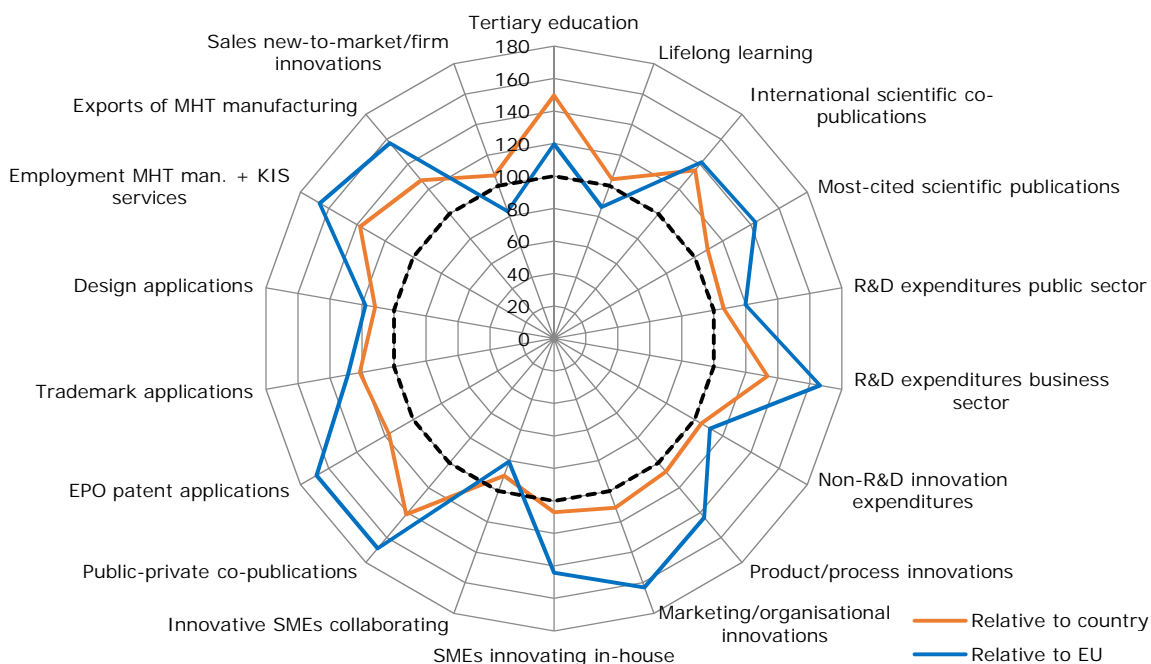 Tertiary education
Sales new-to-market/firm
innovations
Lifelong learning
Exports of MHT manufacturing
International scientific co-
publications
Employment MHT man. + KIS
services
Most-cited scientific publications
Design applications
R&D expenditures public sector
Trademark applications
R&D expenditures business
sector
EPO patent applications
Non-R&D innovation
expenditures
Public-private co-publications
Product/process innovations
Innovative SMEs collaborating
Marketing/organisational
innovations
SMEs innovating in-house
180
160
140
120
100
80
60
40
20
0
Relative to country
Relative to EU